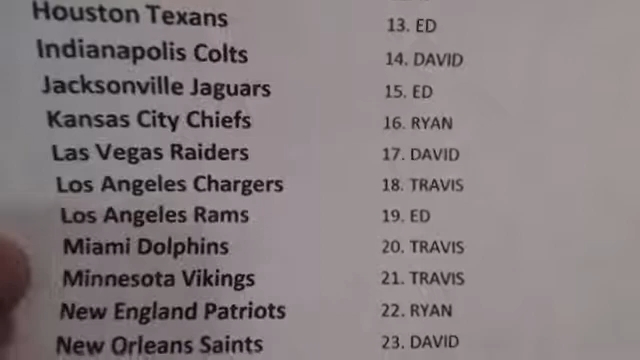 Houston Texans 13. ED
Indianapolis Colts 14. DAVID
Jacksonville Jaguars 15. ED
Kansas City Chiefs 16. RYAN
Las Vegas Raiders 17. DAVID
Los Angeles Chargers 18. TRAVIS
Los Angeles Rams 19. ED
Miami Dolphins 20. TRAVIS
Minnesota Vikings 21. TRAVIS
New England Patriots 22. RYAN
New Orleans Saints 23. DAVID